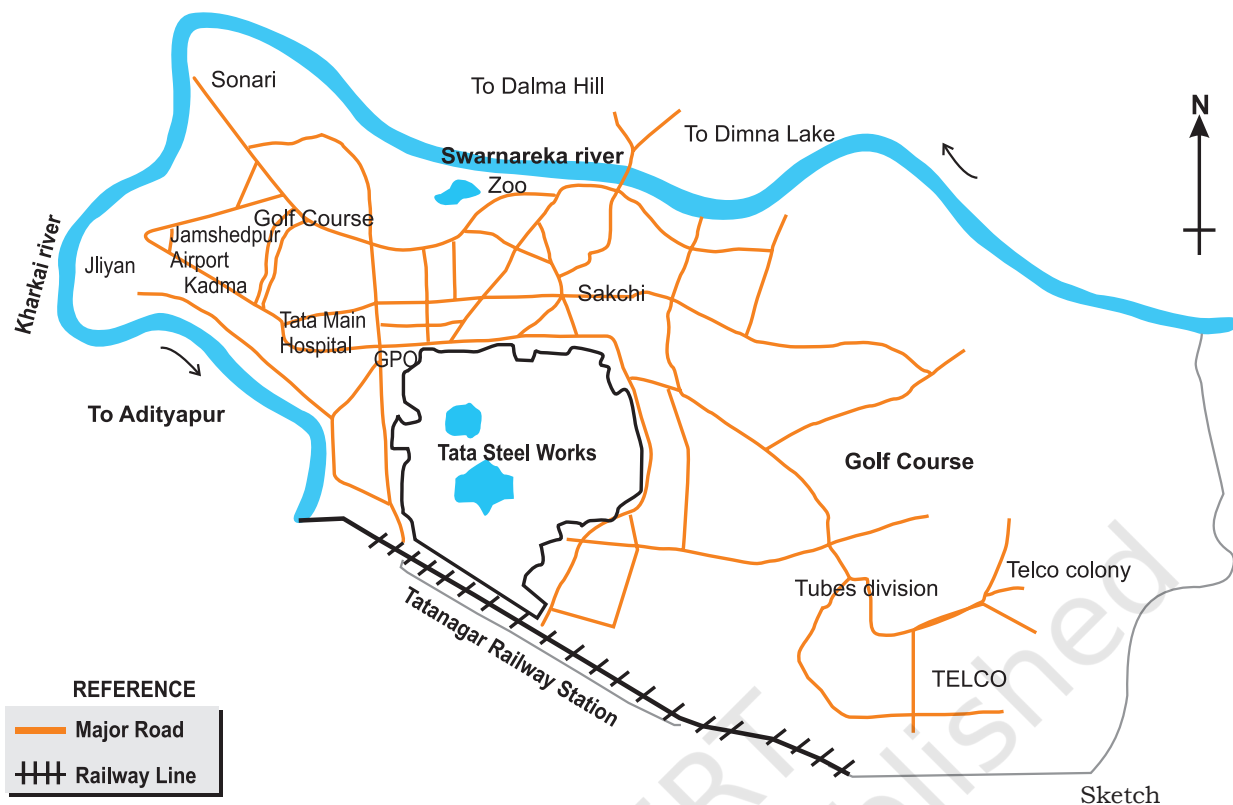 Sonari
To Dalma Hill
N
To Dimna Lake
Swarnareka river
Zoo
Golf Course
Jamshedpur
Airport
Kadma
Jliyan
Kharkai river
Sakchi
Tata Main
Hospital
GPO
To Adityapur
Tata Steel Works
Golf Course
Tubes division
Telco colony
Tatanagar Railway Station
TELCO
REFERENCE
Major Road
Railway Line
Sketch